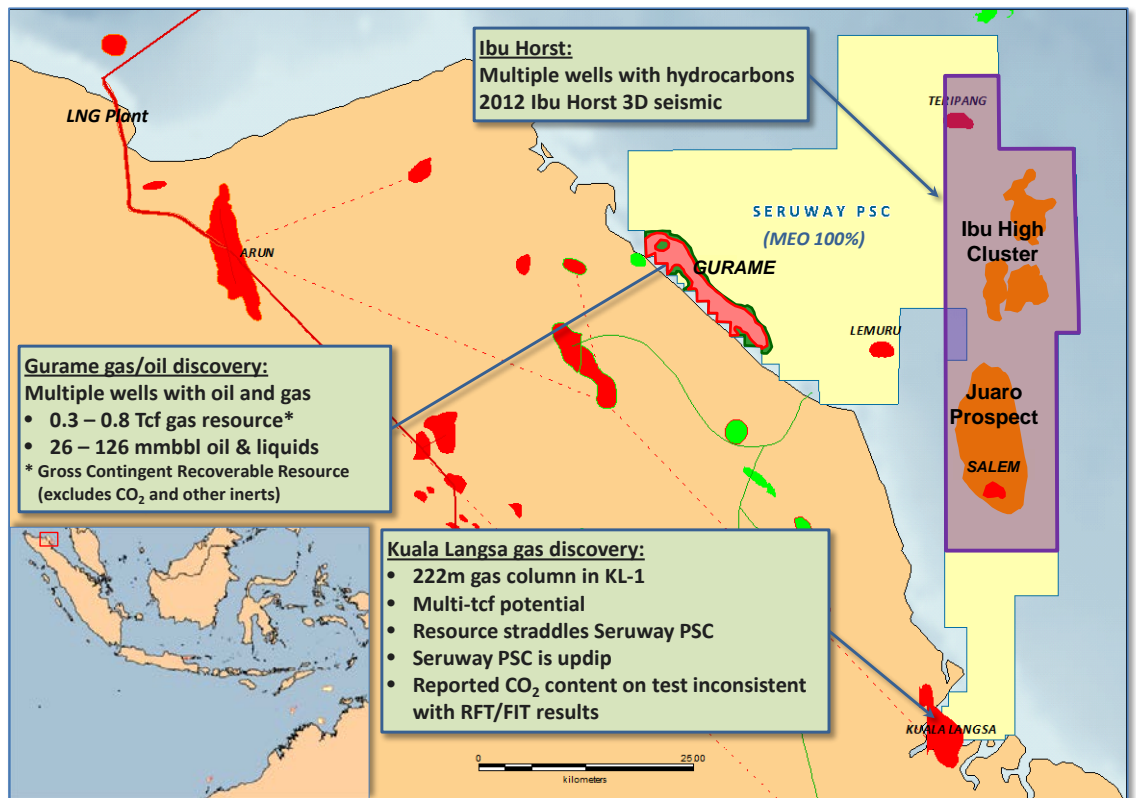 Ibu Horst:
Multiple wells with hydrocarbons
2012 Ibu Horst 3D seismic
LNG Plant
TERIPANG
SERUWAY PSC
(MEO 100%)
Ibu High
Cluster
ARUN
GURAME
LEMURU
Gurame gas/oil discovery:
Multiple wells with oil and gas
• 0.3 – 0.8 Tcf gas resource*
• 26 – 126 mmbbl oil & liquids
* Gross Contingent Recoverable Resource
(excludes CO₂ and other inerts)
Juaro
Prospect
SALEM
Kuala Langsa gas discovery:
• 222m gas column in KL-1
• Multi-tcf potential
• Resource straddles Seruway PSC
• Seruway PSC is updip
• Reported CO₂ content on test inconsistent
with RFT/FIT results
KUALA LANGSA
0 25 00
kilometers